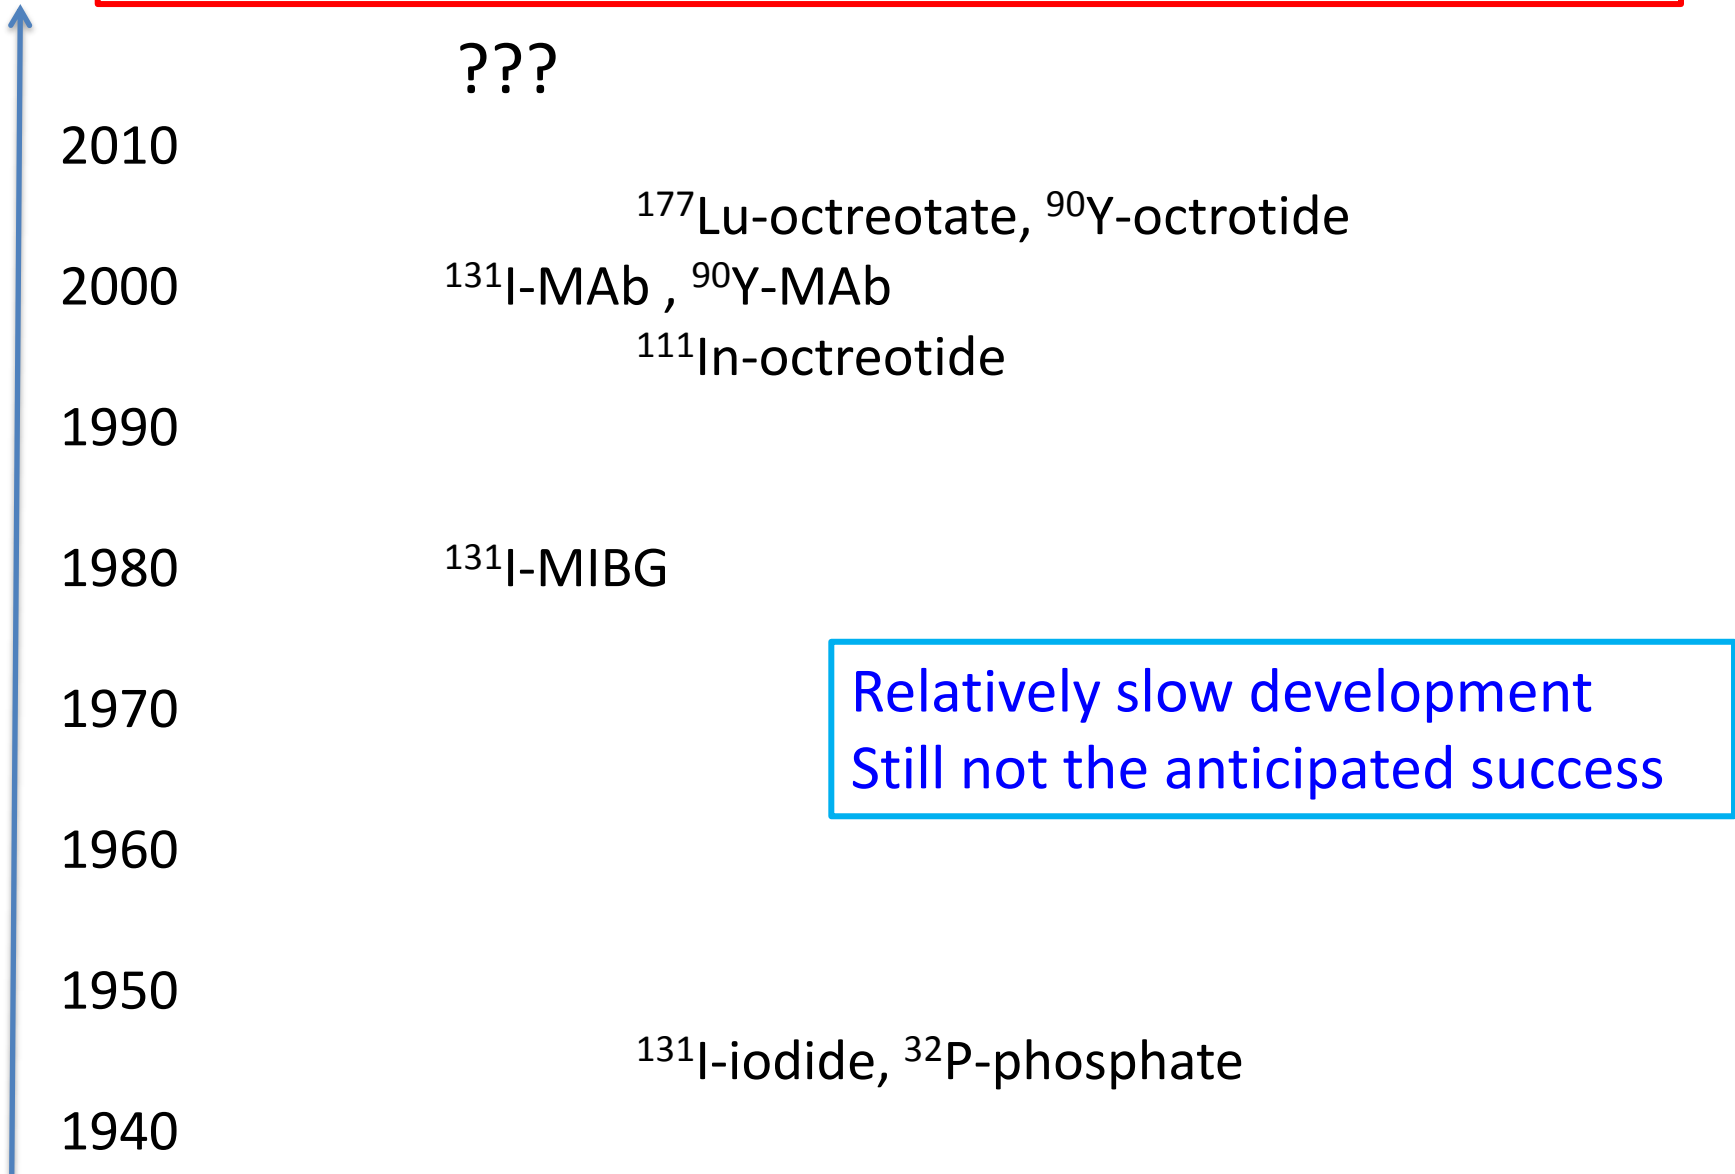 ???
2010
¹⁷⁷Lu-octreotate, ⁹⁰Y-octrotide
2000 ¹³¹I-MAb , ⁹⁰Y-MAb
¹¹¹In-octreotide
1990
1980 ¹³¹I-MIBG
1970
Relatively slow development
Still not the anticipated success
1960
1950
¹³¹I-iodide, ³²P-phosphate
1940